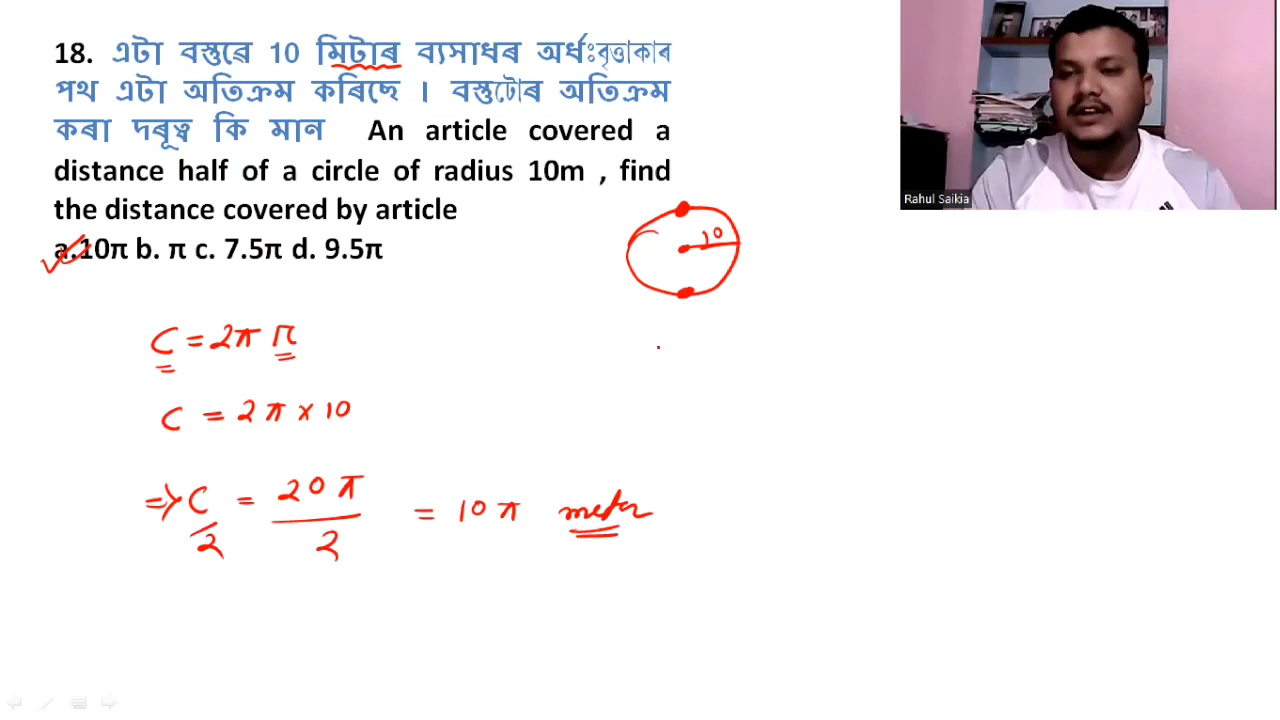 18. এটা বস্তুৱে 10 মিটাৰ ব্যসাধৰ অৰ্ধঃবৃত্তাকাৰ
পথ এটা অতিক্ৰম কৰিছে । বস্তুটোৰ অতিক্ৰম
কৰা দৰূত্ব কি মান An article covered a
distance half of a circle of radius 10m , find
the distance covered by article
a.10π b. π c. 7.5π d. 9.5π
10
C = 2π r
C = 2π × 10
⇒ C/2 = 20π/2 = 10π meter
Rahul Saikia